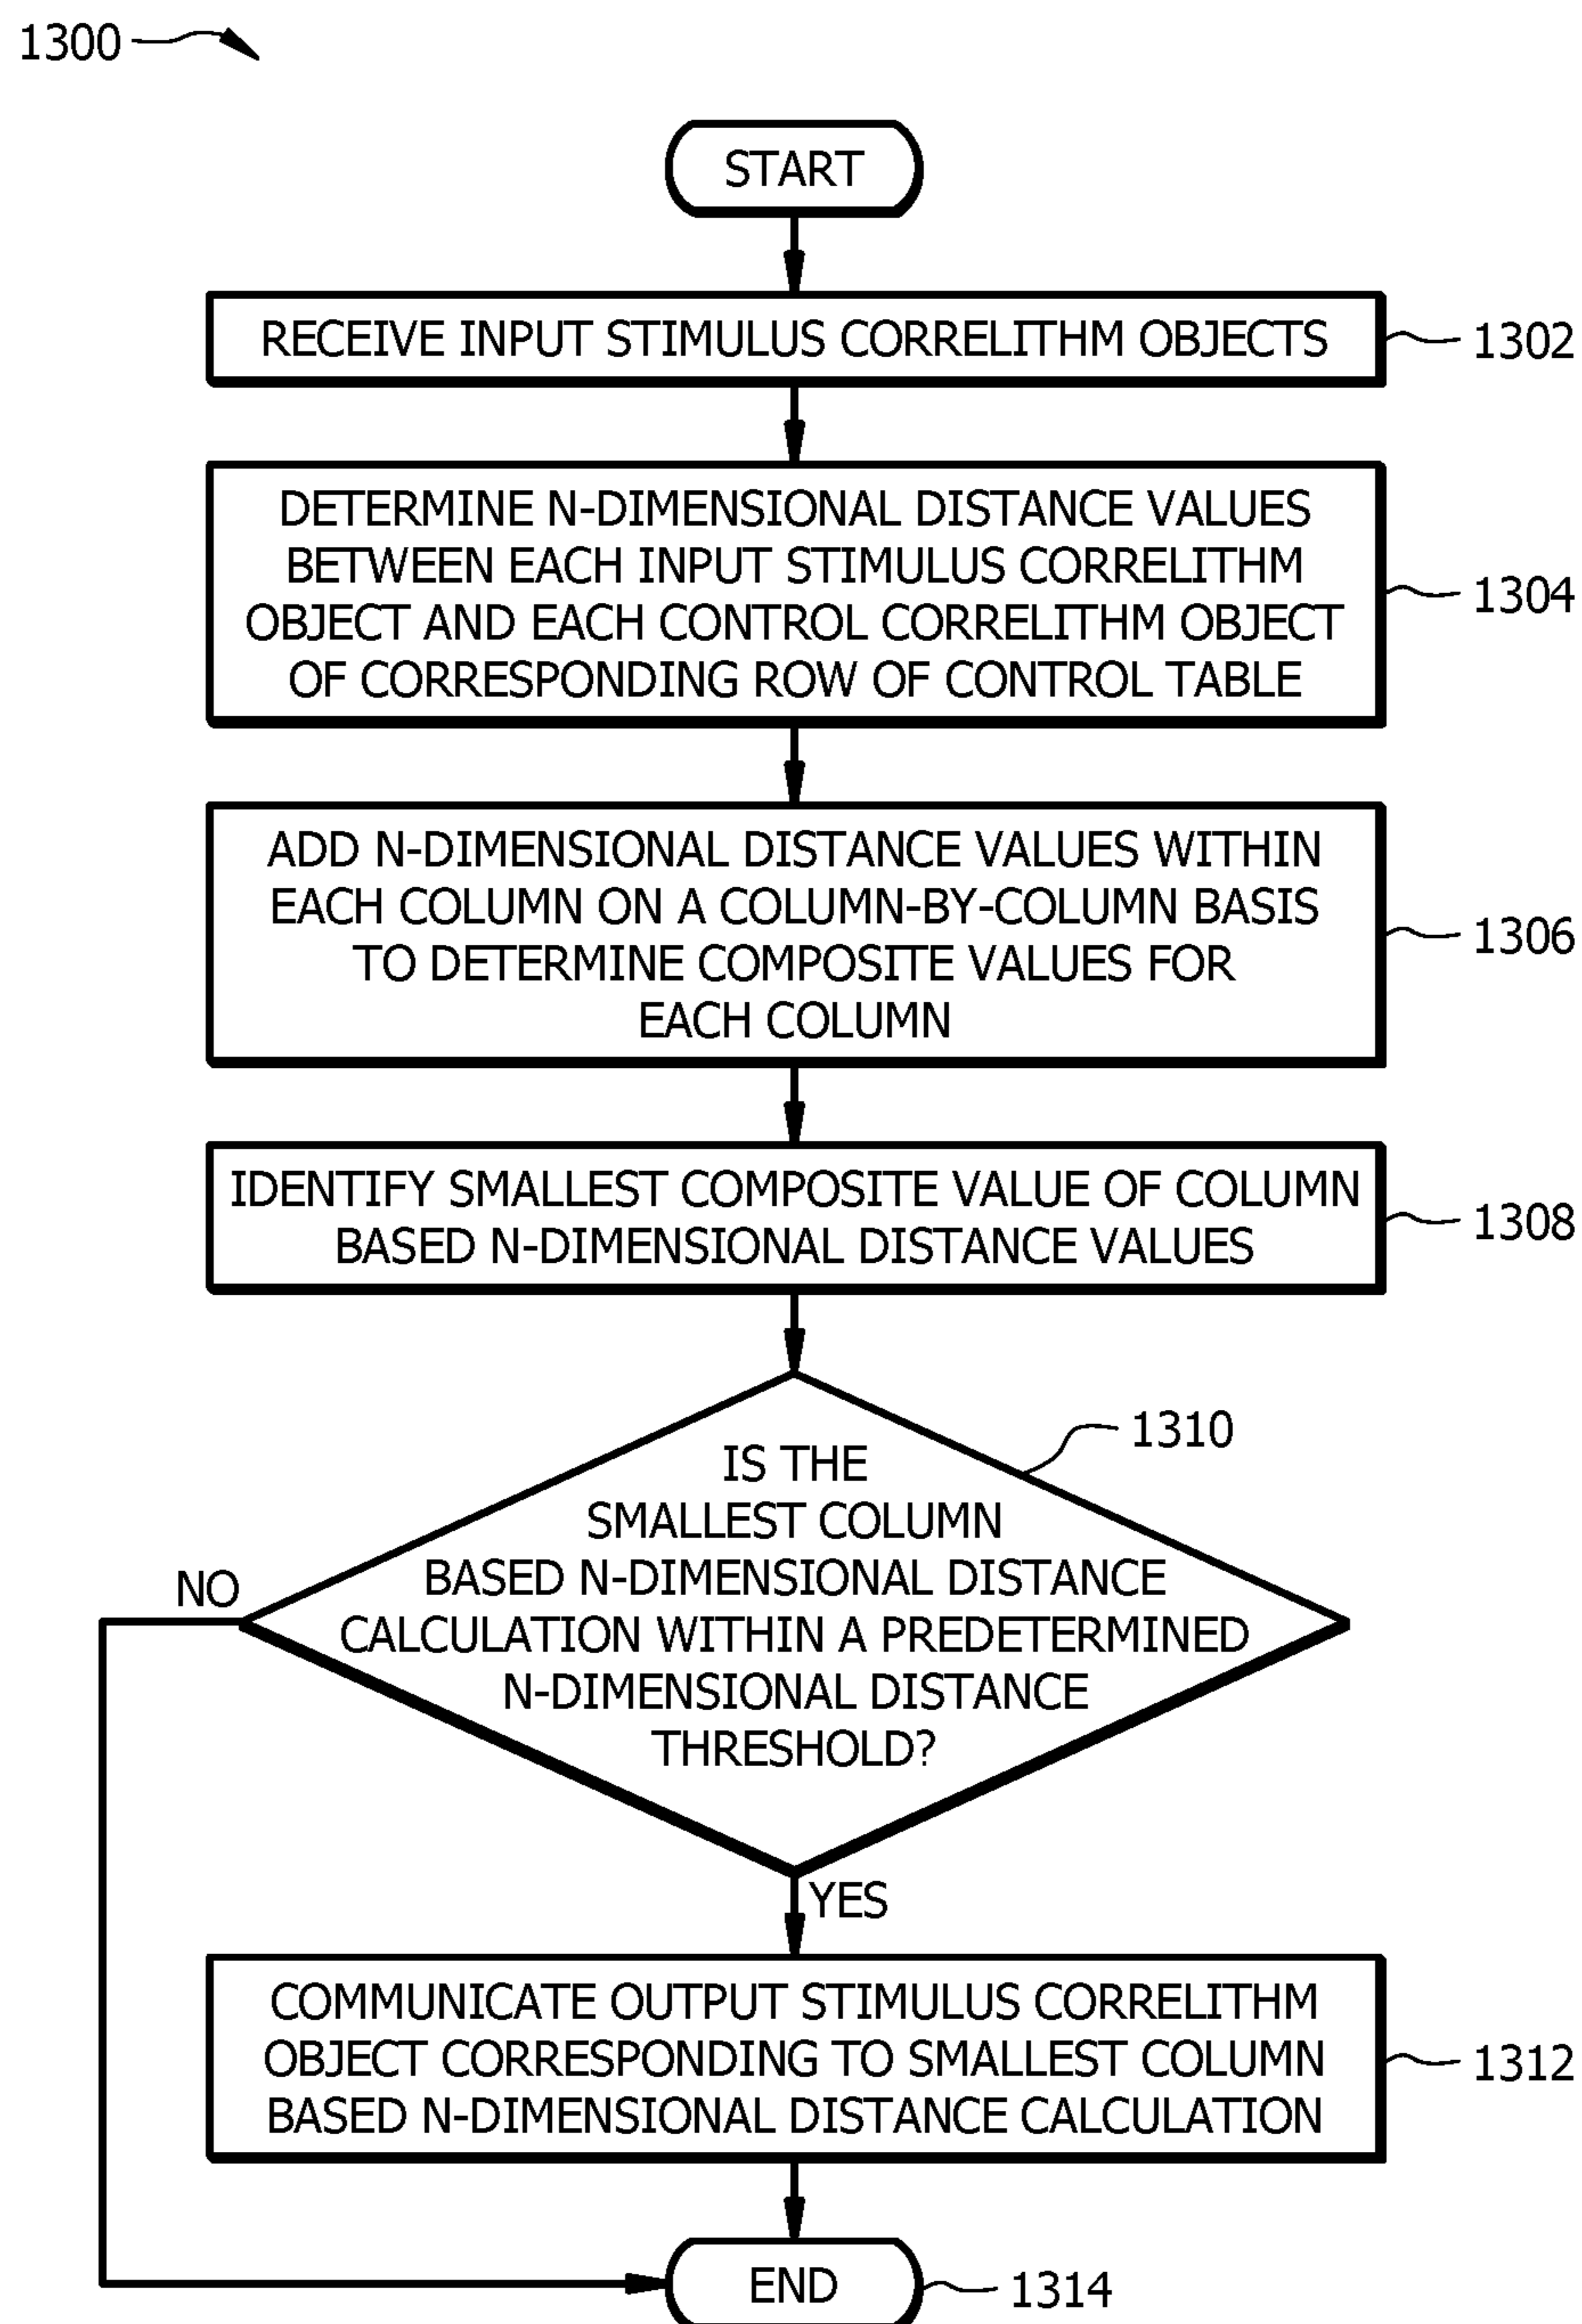 1300
START
RECEIVE INPUT STIMULUS CORRELITHM OBJECTS
1302
DETERMINE N-DIMENSIONAL DISTANCE VALUES
BETWEEN EACH INPUT STIMULUS CORRELITHM
OBJECT AND EACH CONTROL CORRELITHM OBJECT
OF CORRESPONDING ROW OF CONTROL TABLE
1304
ADD N-DIMENSIONAL DISTANCE VALUES WITHIN
EACH COLUMN ON A COLUMN-BY-COLUMN BASIS
TO DETERMINE COMPOSITE VALUES FOR
EACH COLUMN
1306
IDENTIFY SMALLEST COMPOSITE VALUE OF COLUMN
BASED N-DIMENSIONAL DISTANCE VALUES
1308
1310
IS THE
SMALLEST COLUMN
BASED N-DIMENSIONAL DISTANCE
CALCULATION WITHIN A PREDETERMINED
N-DIMENSIONAL DISTANCE
THRESHOLD?
NO
YES
COMMUNICATE OUTPUT STIMULUS CORRELITHM
OBJECT CORRESPONDING TO SMALLEST COLUMN
BASED N-DIMENSIONAL DISTANCE CALCULATION
1312
END
1314